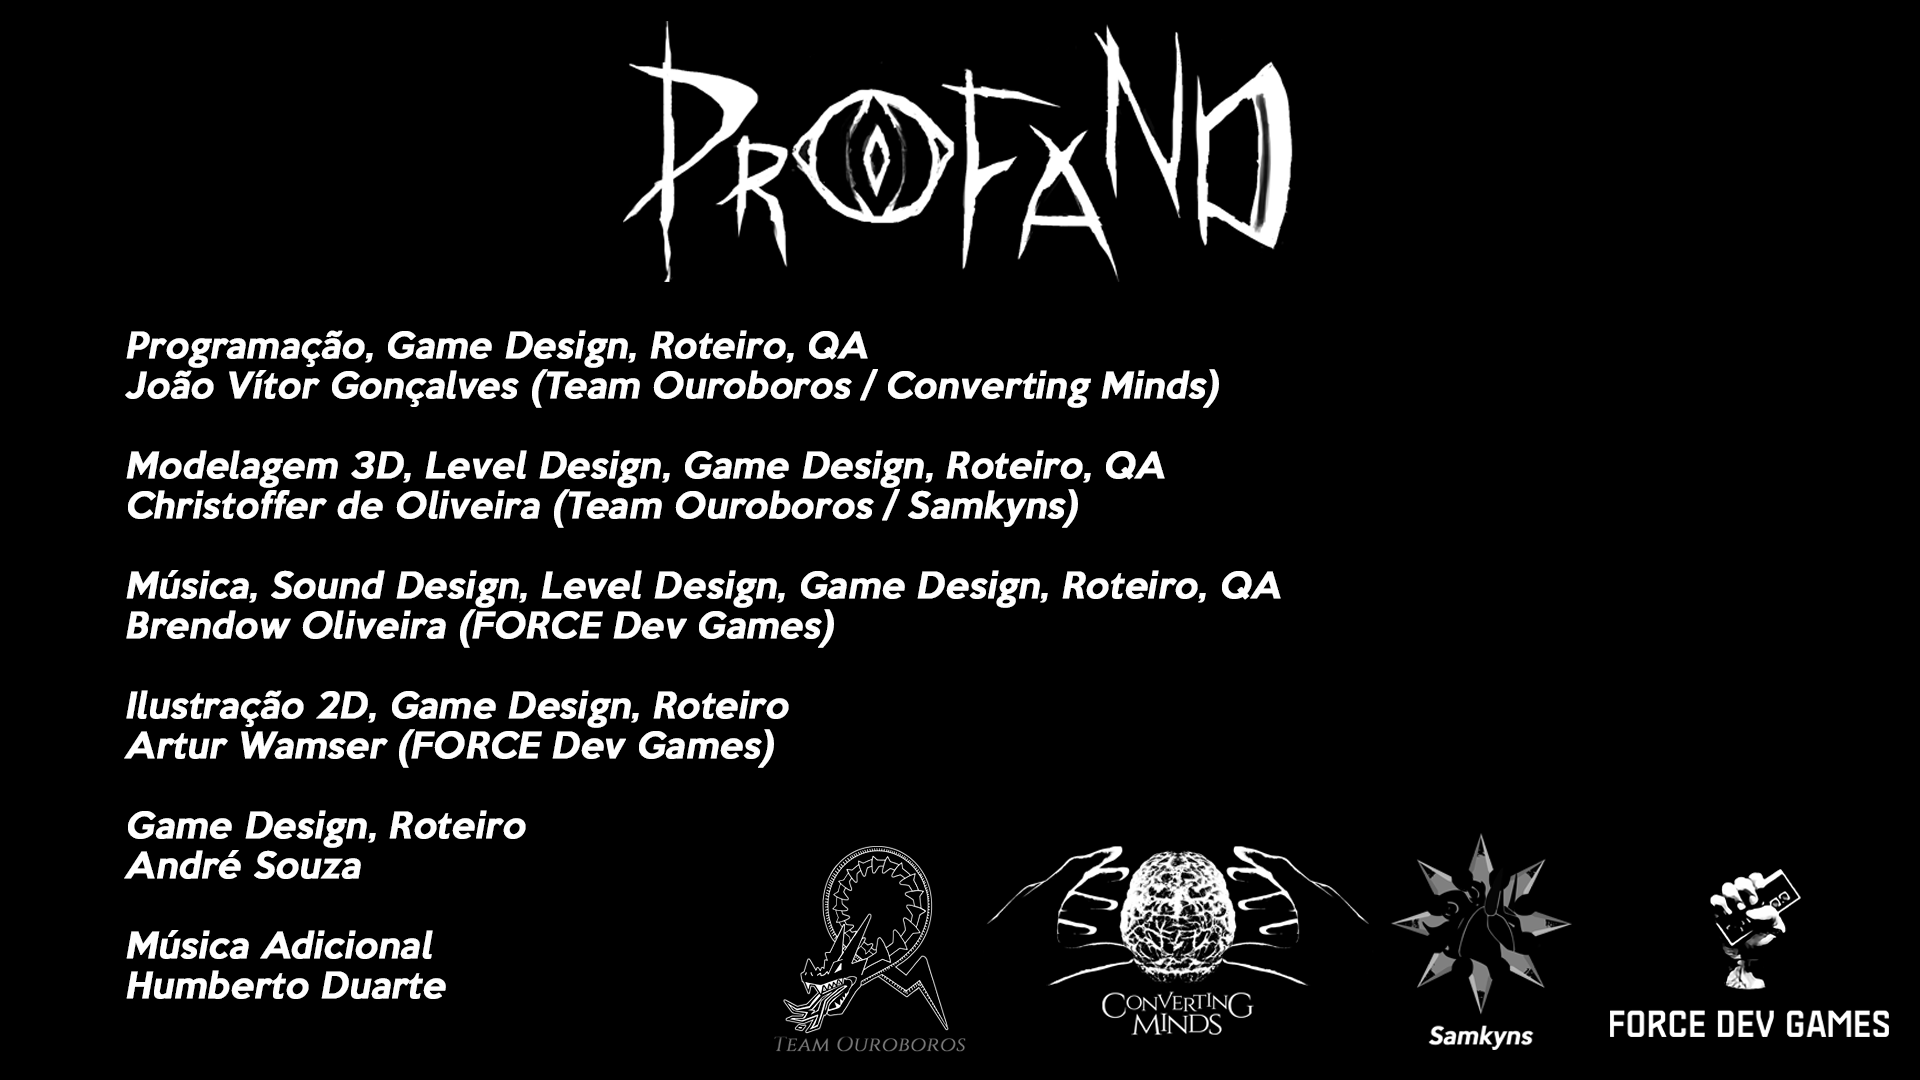 PROFANO
Programação, Game Design, Roteiro, QA
João Vítor Gonçalves (Team Ouroboros / Converting Minds)
Modelagem 3D, Level Design, Game Design, Roteiro, QA
Christoffer de Oliveira (Team Ouroboros / Samkyns)
Música, Sound Design, Level Design, Game Design, Roteiro, QA
Brendow Oliveira (FORCE Dev Games)
Ilustração 2D, Game Design, Roteiro
Artur Wamser (FORCE Dev Games)
Game Design, Roteiro
André Souza
Música Adicional
Humberto Duarte
TEAM OUROBOROS
CONVERTING
MINDS
Samkyns
FORCE DEV GAMES